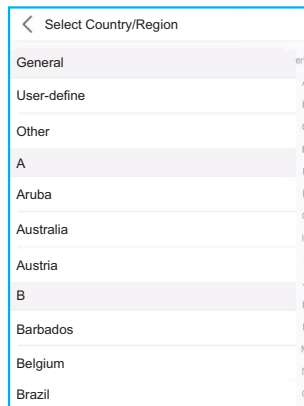 Select Country/Region
General
User-define
Other
A
Aruba
Australia
Austria
B
Barbados
Belgium
Brazil